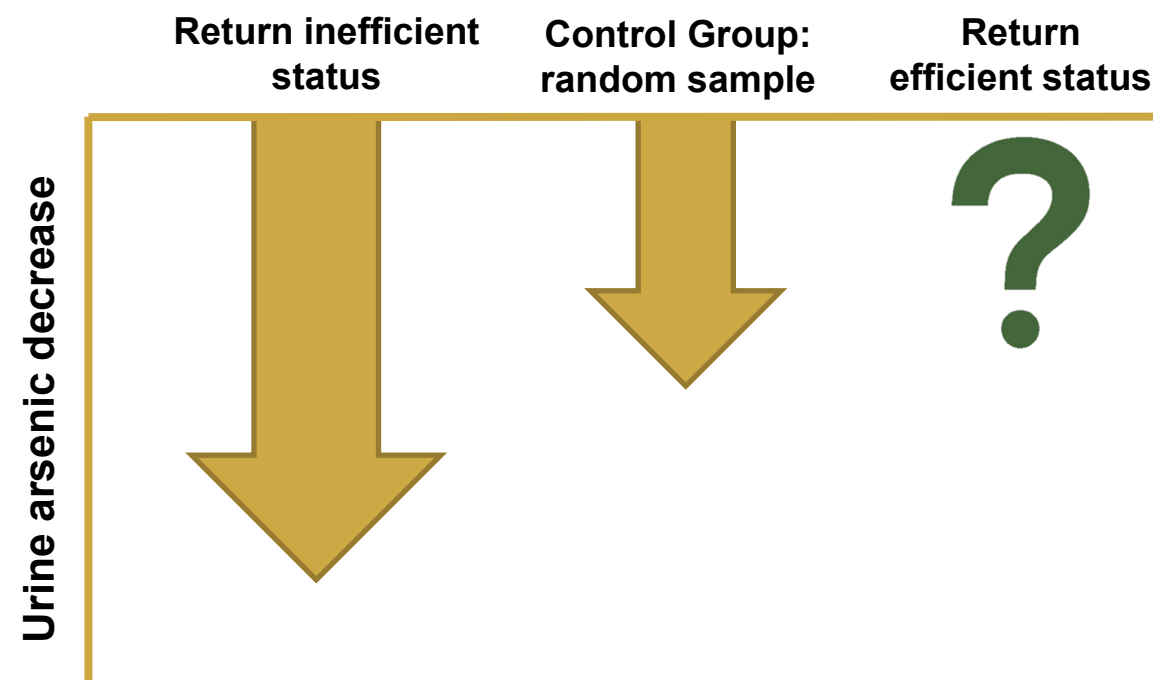 Return inefficient
status
Control Group:
random sample
Return
efficient status
Urine arsenic decrease
?